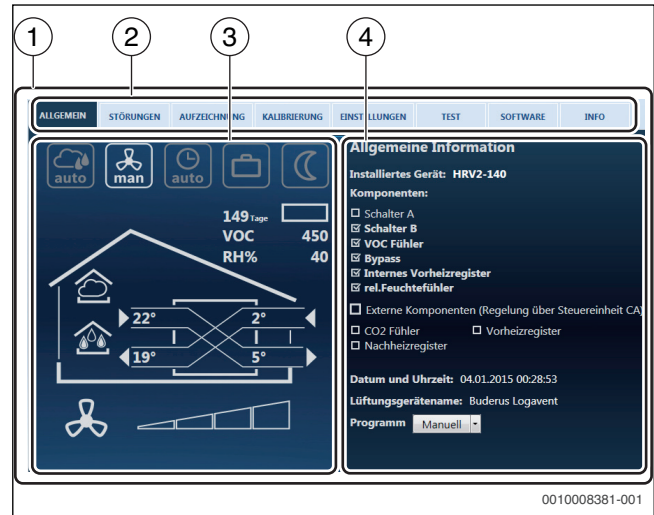 1 2 3 4
ALLGEMEIN STÖRUNGEN AUFZEICHNUNG KALIBRIERUNG EINSTELLUNGEN TEST SOFTWARE INFO
auto man auto
149 Tage
VOC 450
RH% 40
22° 2°
19° 5°
Allgemeine Information
Installiertes Gerät: HRV2-140
Komponenten:
Schalter A
Schalter B
VOC Fühler
Bypass
Internes Vorheizregister
rel.Feuchtefühler
Externe Komponenten (Regelung über Steuereinheit CA)
CO2 Fühler Vorheizregister
Nachheizregister
Datum und Uhrzeit: 04.01.2015 00:28:53
Lüftungsgerätename: Buderus Logavent
Programm Manuell
0010008381-001